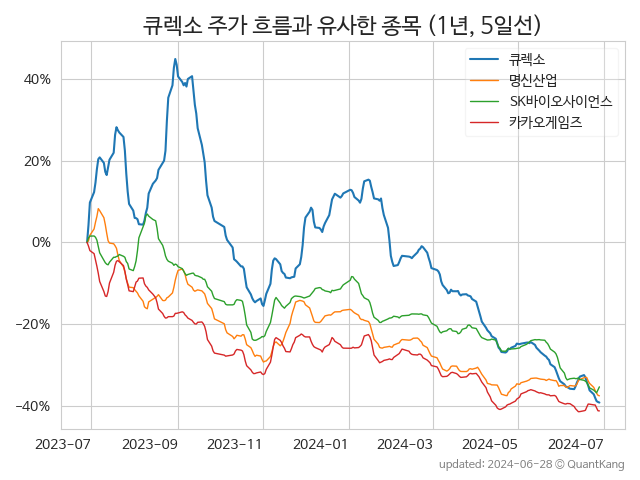 큐렉소 주가 흐름과 유사한 종목 (1년, 5일선)
큐렉소
명신산업
SK바이오사이언스
카카오게임즈
40%
20%
0%
−20%
−40%
2023-07 2023-09 2023-11 2024-01 2024-03 2024-05 2024-07
updated: 2024-06-28 © QuantKang